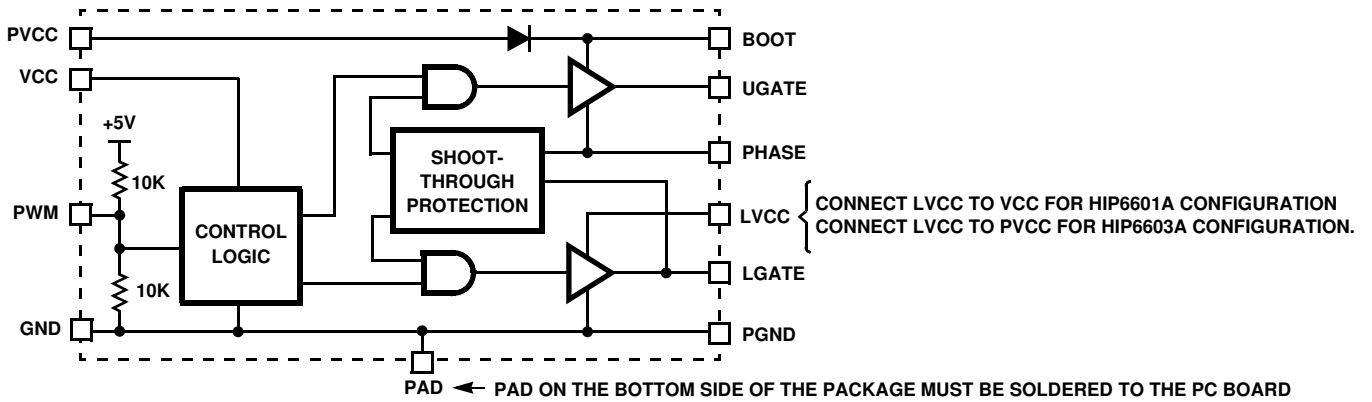 PVCC
BOOT
VCC
UGATE
+5V
10K
SHOOT-
THROUGH
PROTECTION
PHASE
PWM
CONTROL
LOGIC
LVCC
CONNECT LVCC TO VCC FOR HIP6601A CONFIGURATION
CONNECT LVCC TO PVCC FOR HIP6603A CONFIGURATION.
10K
LGATE
GND
PGND
PAD
PAD ON THE BOTTOM SIDE OF THE PACKAGE MUST BE SOLDERED TO THE PC BOARD